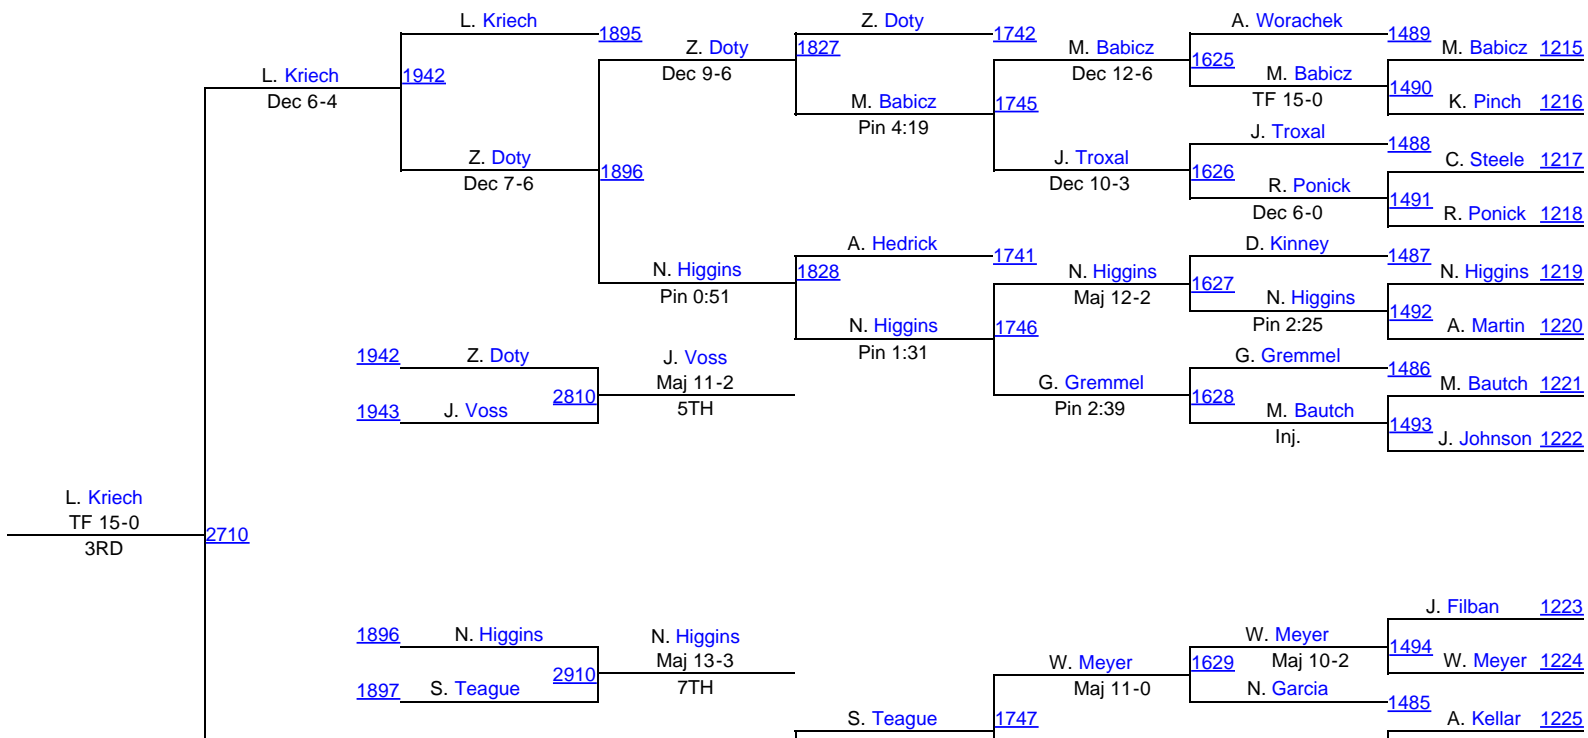 L. Kriech
Z. Doty
A. Worachek
1895
1742
1489
Z. Doty
1827
M. Babicz
M. Babicz 1215
Dec 9-6
Dec 12-6
1625
L. Kriech
1942
M. Babicz
1490
Dec 6-4
M. Babicz
1745
TF 15-0
K. Pinch 1216
Pin 4:19
J. Troxal
1488
Z. Doty
J. Troxal
C. Steele 1217
Dec 7-6
1896
Dec 10-3
1626
R. Ponick
1491
Dec 6-0
R. Ponick 1218
A. Hedrick
D. Kinney
1741
1487
N. Higgins
1828
N. Higgins
N. Higgins 1219
Pin 0:51
Maj 12-2
1627
N. Higgins
1492
N. Higgins
1746
Pin 2:25
A. Martin 1220
Pin 1:31
1942
Z. Doty
J. Voss
G. Gremmel
1486
Maj 11-2
G. Gremmel
M. Bautch 1221
2810
5TH
Pin 2:39
1628
1943
J. Voss
M. Bautch
1493
Inj.
J. Johnson 1222
L. Kriech
TF 15-0
2710
3RD
J. Filban 1223
1896
N. Higgins
N. Higgins
W. Meyer
1494
Maj 13-3
W. Meyer
1629
Maj 10-2
W. Meyer 1224
2910
7TH
Maj 11-0
1897
S. Teague
N. Garcia
1485
S. Teague
1747
A. Kellar 1225